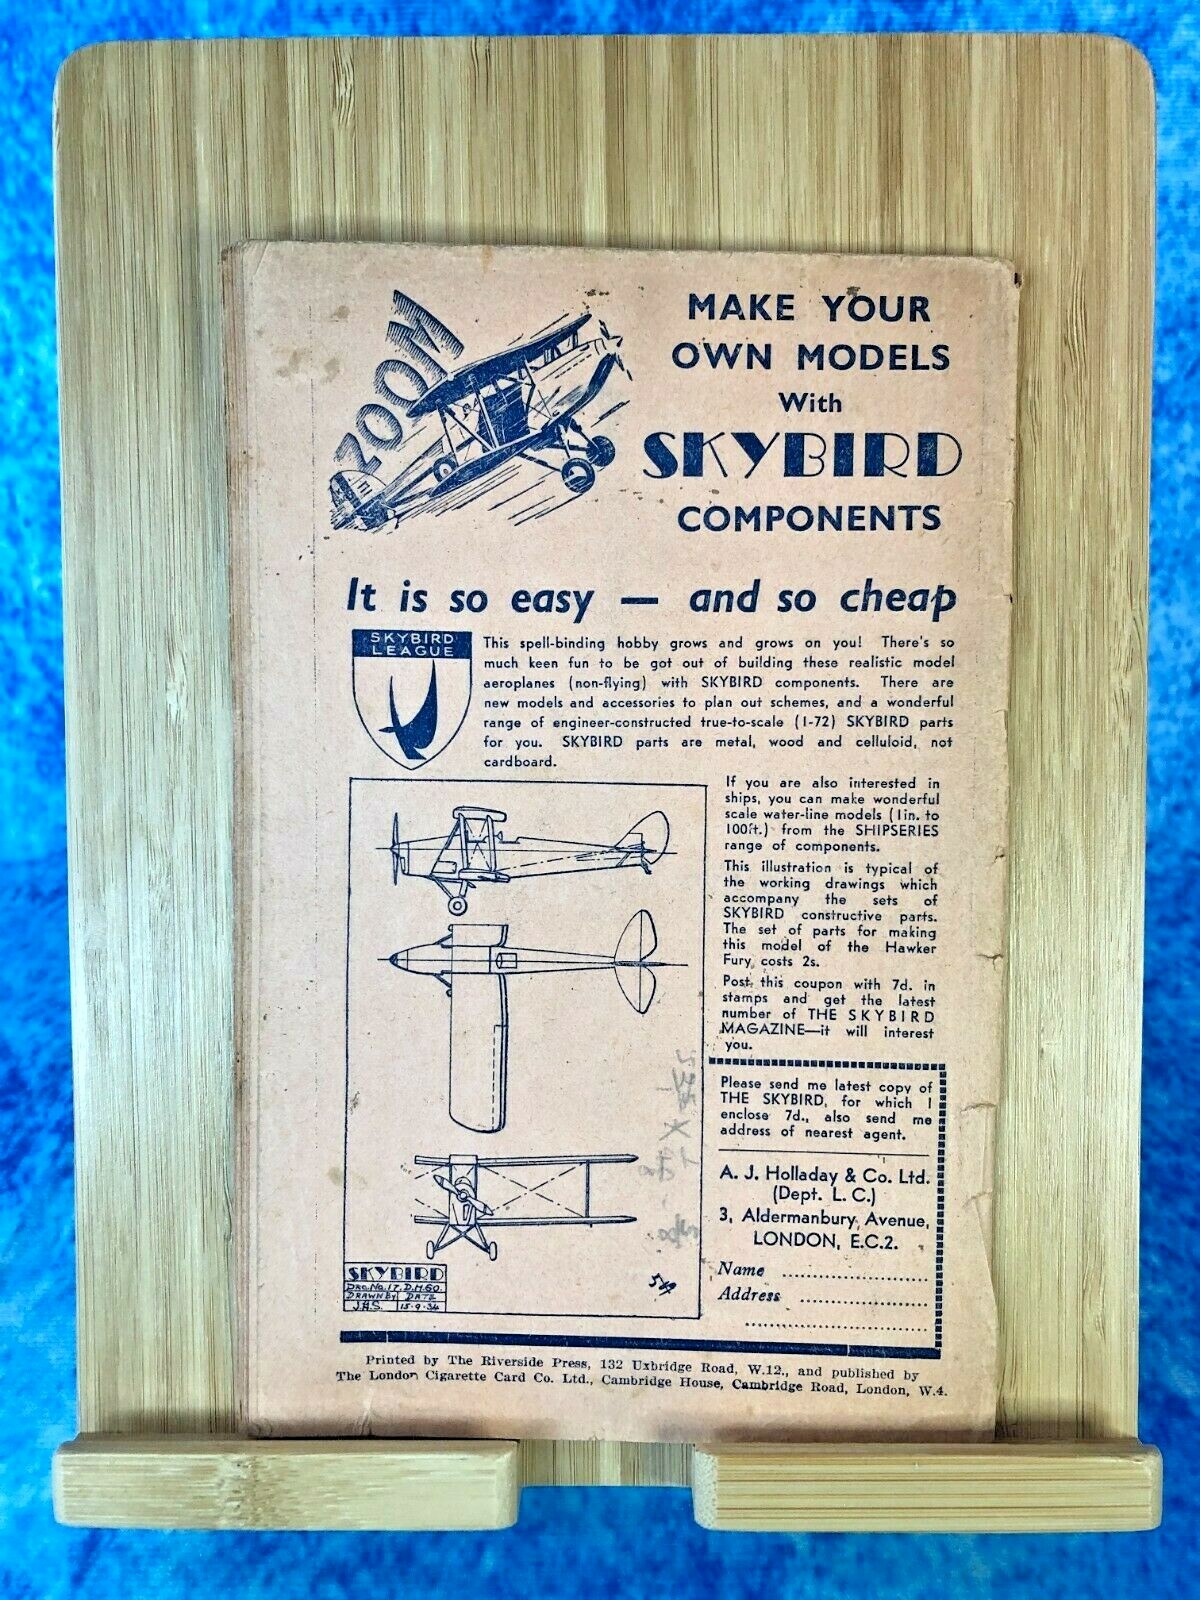 ZOOM
MAKE YOUR
OWN MODELS
With
SKYBIRD
COMPONENTS
It is so easy — and so cheap
SKYBIRD
LEAGUE
This spell-binding hobby grows and grows on you! There's so
much keen fun to be got out of building these realistic model
aeroplanes (non-flying) with SKYBIRD components. There are
new models and accessories to plan out schemes, and a wonderful
range of engineer-constructed true-to-scale (1-72) SKYBIRD parts
for you. SKYBIRD parts are metal, wood and celluloid, not
cardboard.
If you are also interested in
ships, you can make wonderful
scale water-line models (1in. to
100ft.) from the SHIPSERIES
range of components.
This illustration is typical of
the working drawings which
accompany the sets of
SKYBIRD constructive parts.
The set of parts for making
this model of the Hawker
Fury, costs 2s.
Post this coupon with 7d. in
stamps and get the latest
number of THE SKYBIRD
MAGAZINE—it will interest
you.
Please send me latest copy of
THE SKYBIRD, for which I
enclose 7d., also send me
address of nearest agent.
A. J. Holladay & Co. Ltd.
(Dept. L. C.)
3, Aldermanbury Avenue,
LONDON, E.C.2.
Name
Address
SKYBIRD
DRG. No. 17. D.H.60.
DRAWN BY DATE
J.H.S. 15.9.34
Printed by The Riverside Press, 132 Uxbridge Road, W.12., and published by
The London Cigarette Card Co. Ltd., Cambridge House, Cambridge Road, London, W.4.